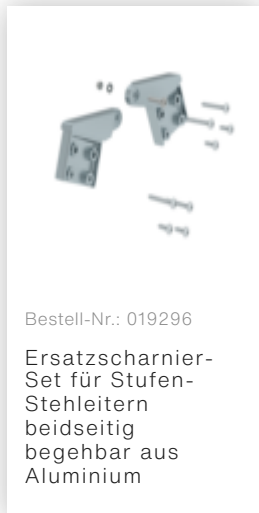 Bestell-Nr.: 019296
Ersatzscharnier-
Set für Stufen-
Stehleitern
beidseitig
begehbar aus
Aluminium